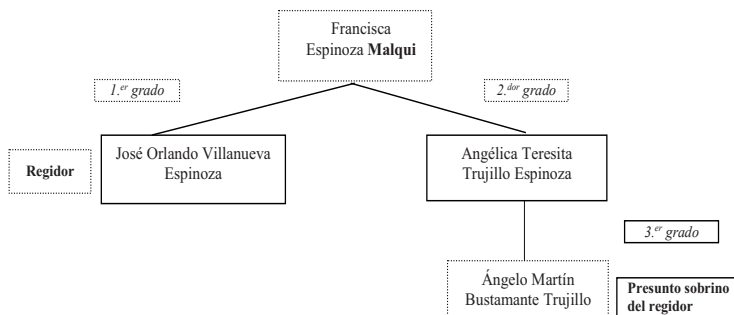 Francisca
Espinoza Malqui
1.er grado
2.dor grado
Regidor
José Orlando Villanueva
Espinoza
Angélica Teresita
Trujillo Espinoza
3.er grado
Ángelo Martín
Bustamante Trujillo
Presunto sobrino
del regidor